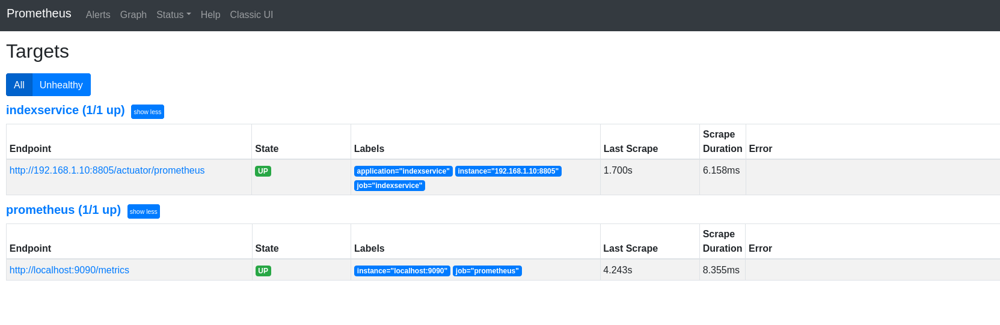 Prometheus Alerts Graph Status Help Classic UI
Targets
All Unhealthy
indexservice (1/1 up) show less
Endpoint State Labels Last Scrape Scrape Duration Error
http://192.168.1.10:8805/actuator/prometheus UP application="indexservice" instance="192.168.1.10:8805" 1.700s 6.158ms
job="indexservice"
prometheus (1/1 up) show less
Endpoint State Labels Last Scrape Scrape Duration Error
http://localhost:9090/metrics UP instance="localhost:9090" job="prometheus" 4.243s 8.355ms